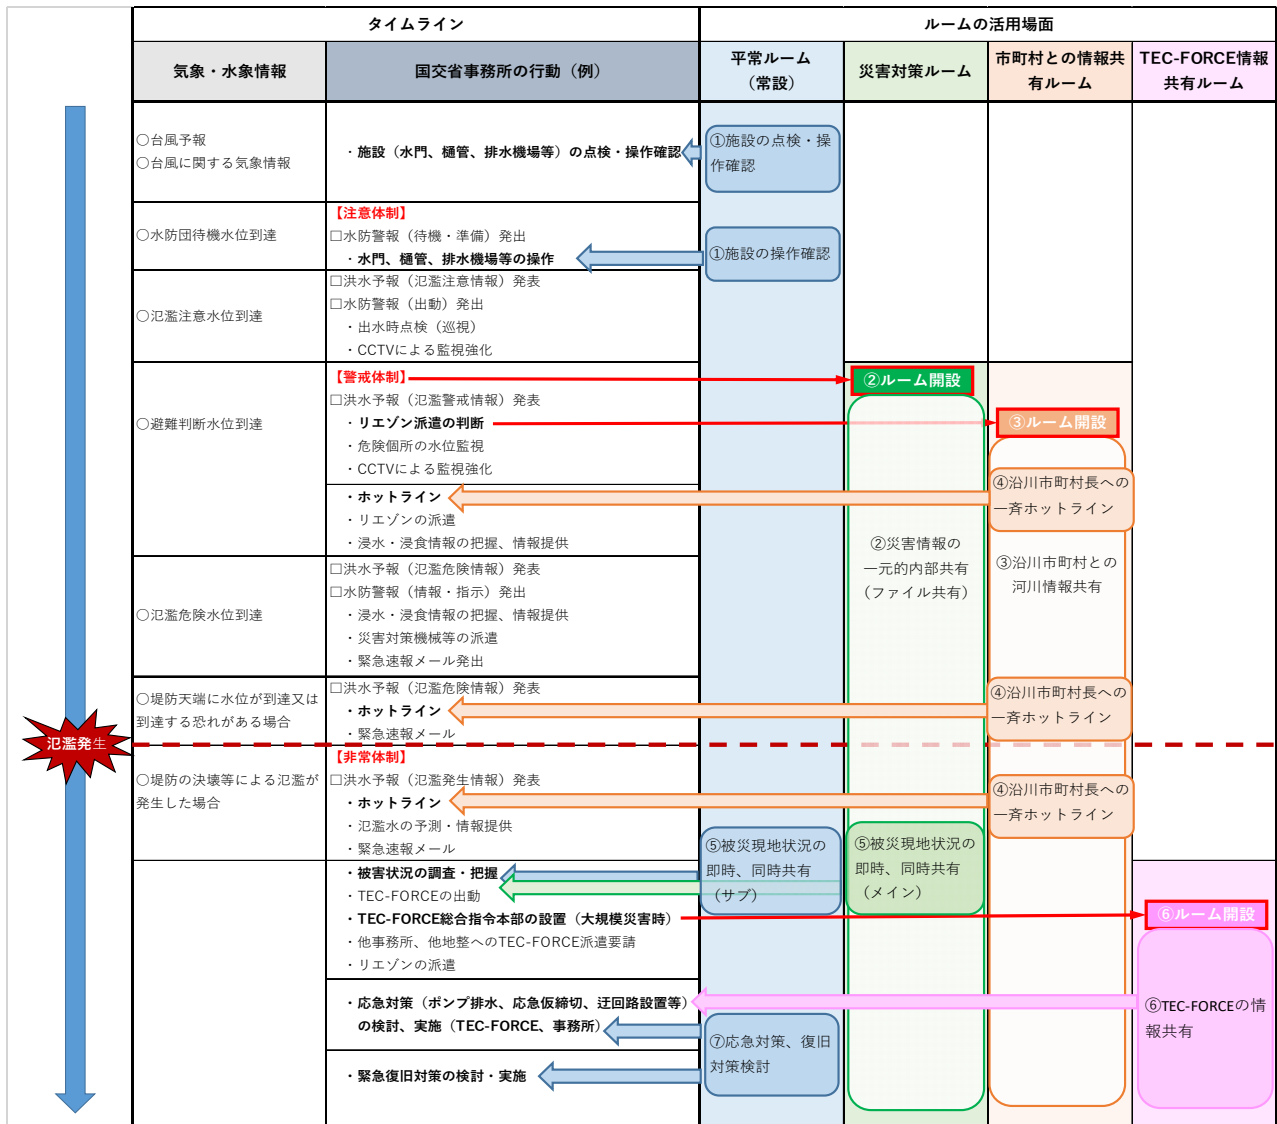 タイムライン
ルームの活用場面
気象・水象情報
国交省事務所の行動（例）
平常ルーム
（常設）
災害対策ルーム
市町村との情報共
有ルーム
TEC-FORCE情報
共有ルーム
○台風予報
○台風に関する気象情報
・施設（水門、樋管、排水機場等）の点検・操作確認
①施設の点検・操
作確認
○水防団待機水位到達
【注意体制】
□水防警報（待機・準備）発出
・水門、樋管、排水機場等の操作
①施設の操作確認
○氾濫注意水位到達
□洪水予報（氾濫注意情報）発表
□水防警報（出動）発出
・出水時点検（巡視）
・CCTVによる監視強化
○避難判断水位到達
【警戒体制】
□洪水予報（氾濫警戒情報）発表
・リエゾン派遣の判断
・危険個所の水位監視
・CCTVによる監視強化
②ルーム開設
③ルーム開設
・ホットライン
・リエゾンの派遣
・浸水・浸食情報の把握、情報提供
④沿川市町村長への
一斉ホットライン
②災害情報の
一元的内部共有
（ファイル共有）
③沿川市町村との
河川情報共有
○氾濫危険水位到達
□洪水予報（氾濫危険情報）発表
□水防警報（情報・指示）発出
・浸水・浸食情報の把握、情報提供
・災害対策機械等の派遣
・緊急速報メール発出
○堤防天端に水位が到達又は
到達する恐れがある場合
□洪水予報（氾濫危険情報）発表
・ホットライン
・緊急速報メール
④沿川市町村長への
一斉ホットライン
氾濫発生
○堤防の決壊等による氾濫が
発生した場合
【非常体制】
□洪水予報（氾濫発生情報）発表
・ホットライン
・氾濫水の予測・情報提供
・緊急速報メール
④沿川市町村長への
一斉ホットライン
⑤被災現地状況の
即時、同時共有
（サブ）
⑤被災現地状況の
即時、同時共有
（メイン）
・被害状況の調査・把握
・TEC-FORCEの出動
・TEC-FORCE総合指令本部の設置（大規模災害時）
・他事務所、他地整へのTEC-FORCE派遣要請
・リエゾンの派遣
⑥ルーム開設
・応急対策（ポンプ排水、応急仮締切、迂回路設置等）
の検討、実施（TEC-FORCE、事務所）
⑥TEC-FORCEの情
報共有
⑦応急対策、復旧
対策検討
・緊急復旧対策の検討・実施